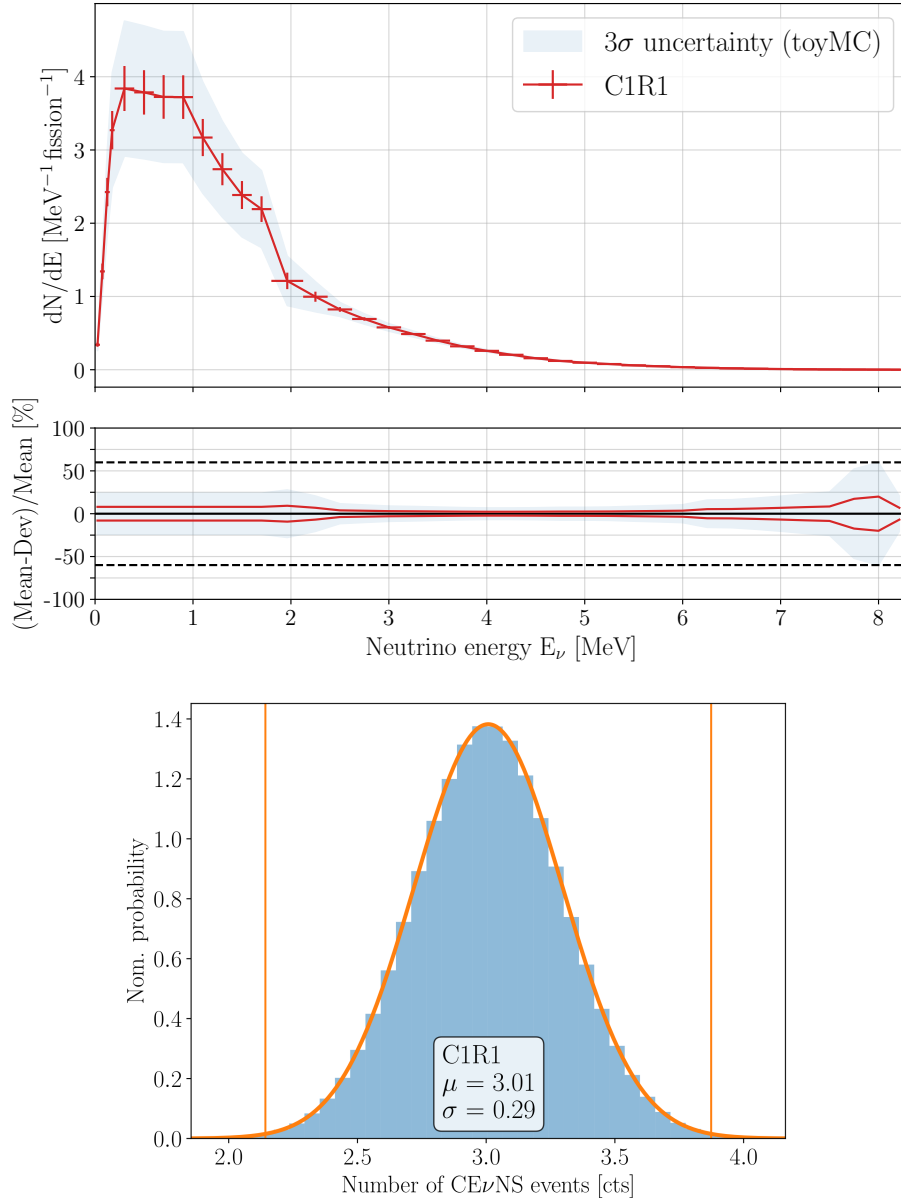 3σ uncertainty (toyMC)
C1R1
dN/dE [MeV⁻¹ fission⁻¹]
4
3
2
1
0
(Mean-Dev)/Mean [%]
100
50
0
-50
-100
0 1 2 3 4 5 6 7 8
Neutrino energy Eν [MeV]
Nom. probability
1.4
1.2
1.0
0.8
0.6
0.4
0.2
0.0
C1R1
μ = 3.01
σ = 0.29
2.0 2.5 3.0 3.5 4.0
Number of CEνNS events [cts]